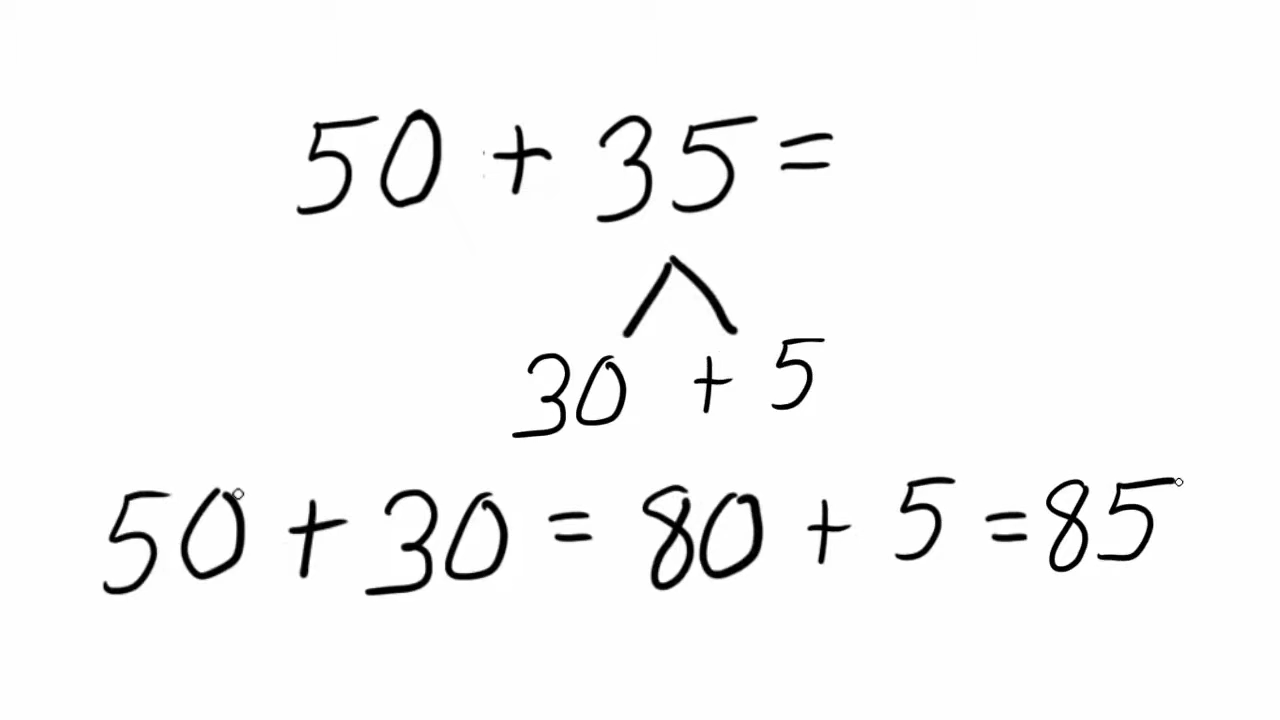 50 + 35 =
30 + 5
50 + 30 = 80 + 5 = 85